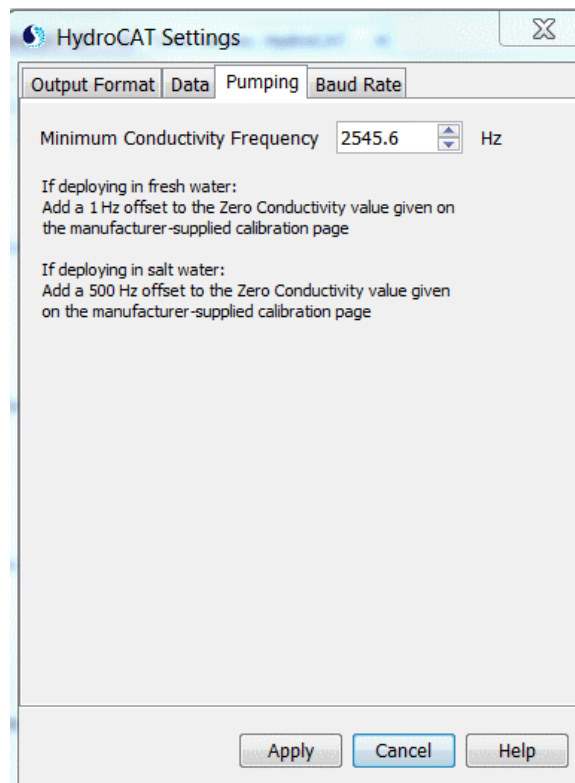 HydroCAT Settings
Output Format Data Pumping Baud Rate
Minimum Conductivity Frequency 2545.6 Hz
If deploying in fresh water:
Add a 1 Hz offset to the Zero Conductivity value given on
the manufacturer-supplied calibration page
If deploying in salt water:
Add a 500 Hz offset to the Zero Conductivity value given
on the manufacturer-supplied calibration page
Apply Cancel Help